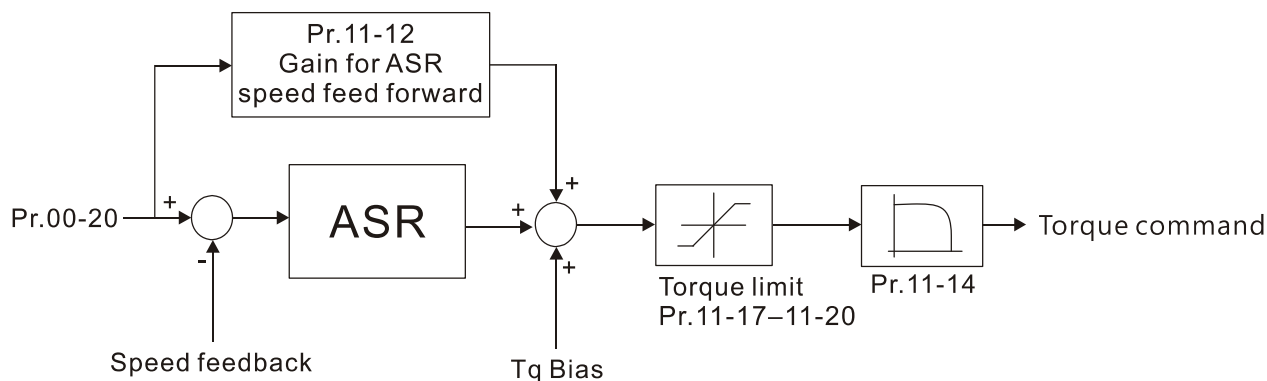 Pr.11-12
Gain for ASR
speed feed forward
Pr.00-20
+
-
ASR
+
+
+
Speed feedback
Tq Bias
Torque limit
Pr.11-17–11-20
Pr.11-14
Torque command